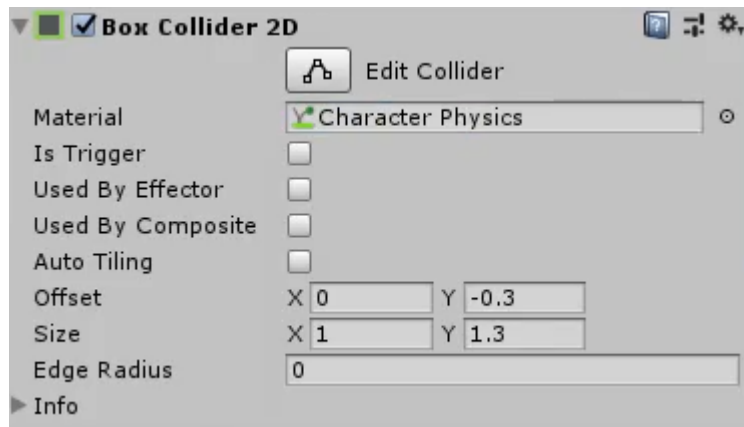 Box Collider 2D
Edit Collider
Material Character Physics
Is Trigger
Used By Effector
Used By Composite
Auto Tiling
Offset X 0 Y -0.3
Size X 1 Y 1.3
Edge Radius 0
Info